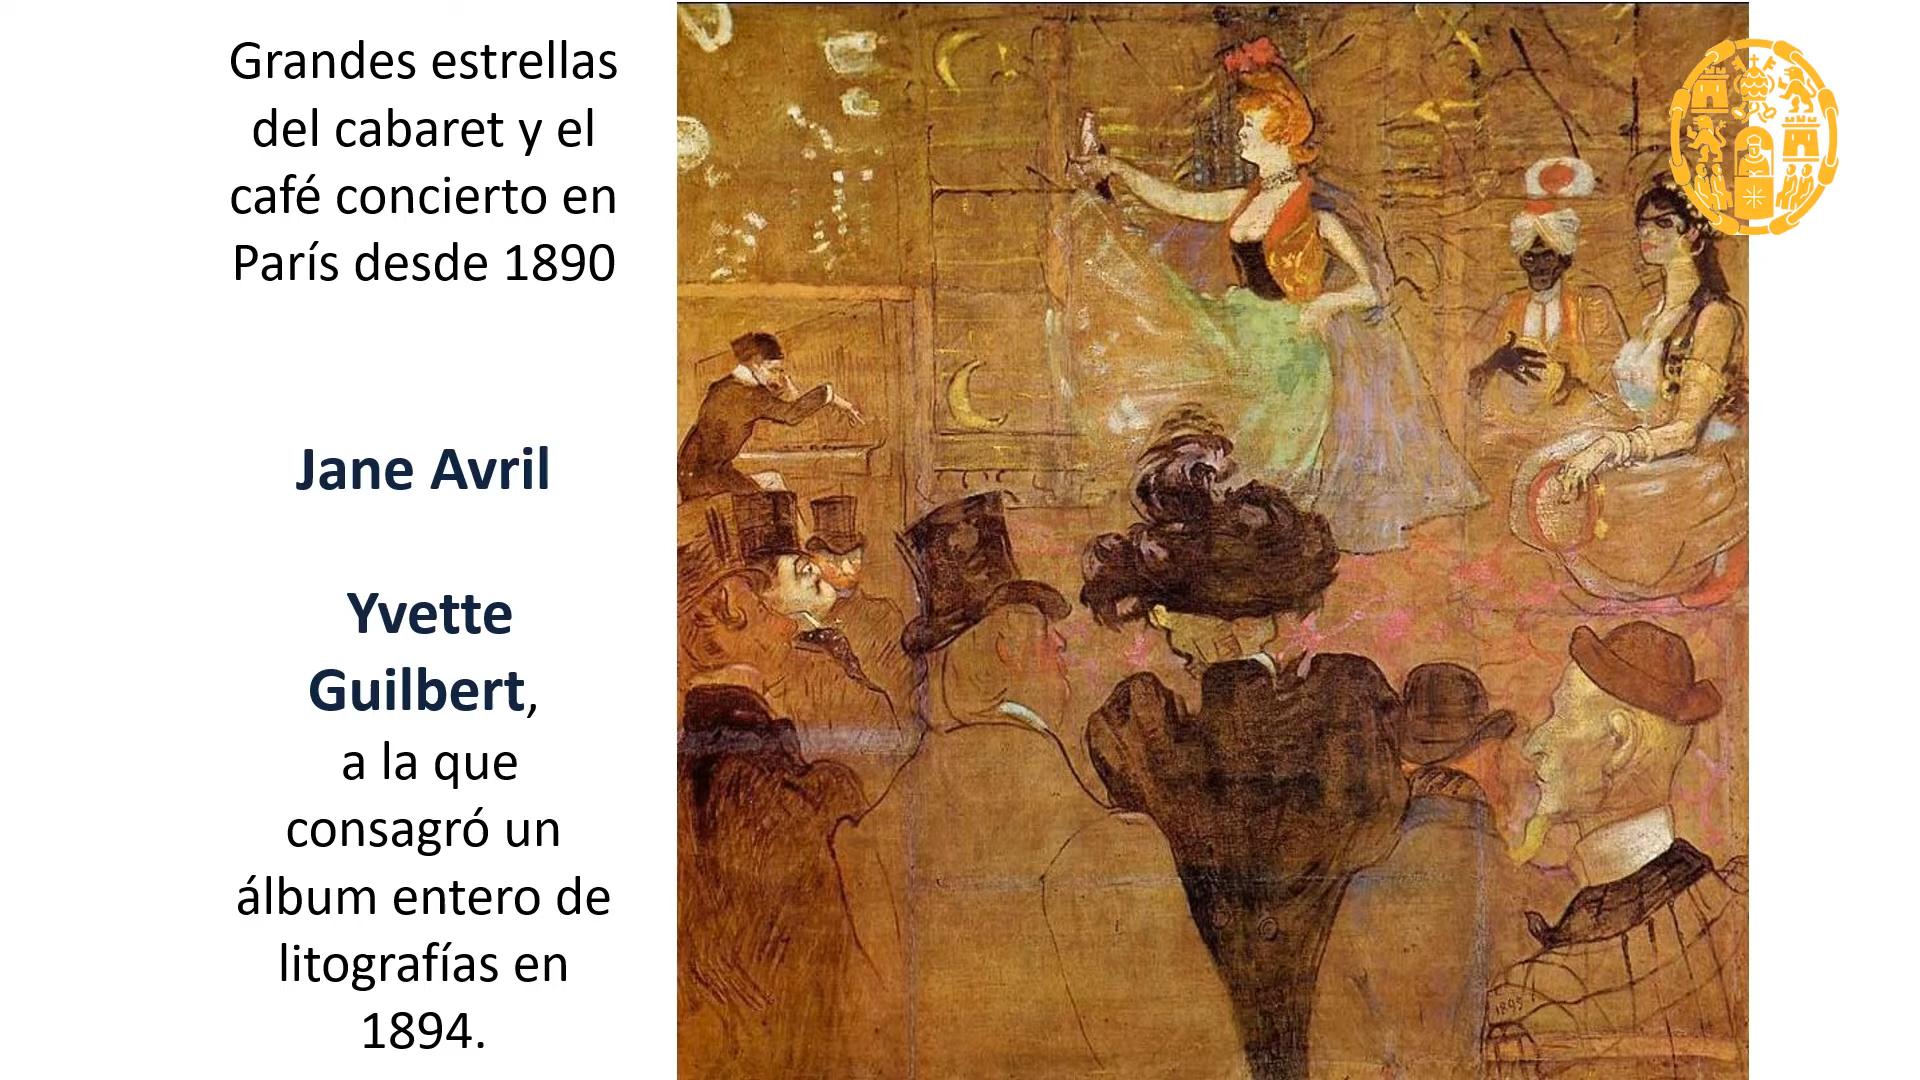 Grandes estrellas
del cabaret y el
café concierto en
París desde 1890
Jane Avril
Yvette
Guilbert,
a la que
consagró un
álbum entero de
litografías en
1894.
1895